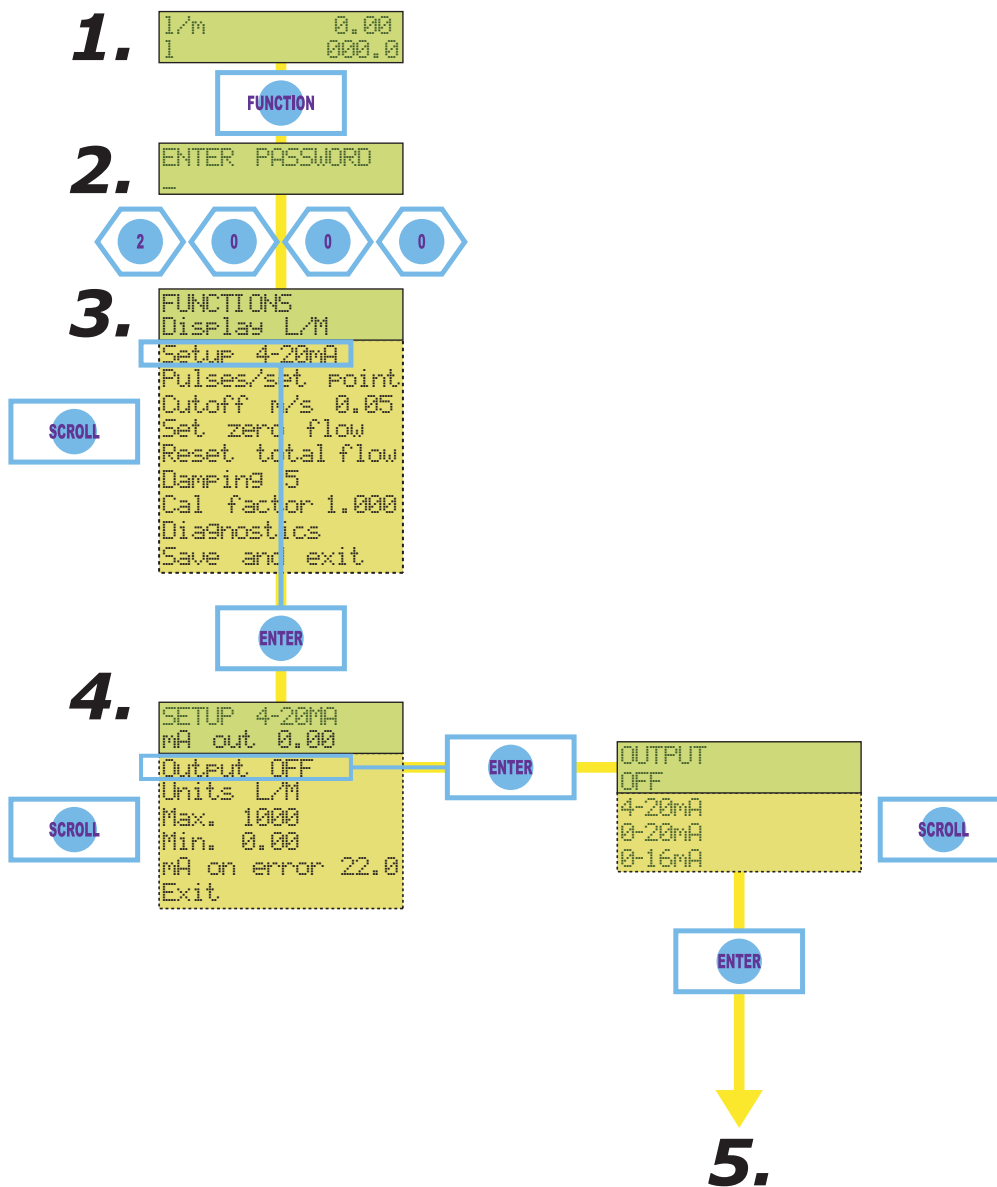 1.
l/m 0.00
l 000.0
FUNCTION
2.
ENTER PASSWORD
_
2 0 0 0
3.
FUNCTIONS
Display L/M
Setup 4-20mA
Pulses/set point
Cutoff m/s 0.05
Set zero flow
Reset total flow
Damping 5
Cal factor 1.000
Diagnostics
Save and exit
SCROLL
ENTER
4.
SETUP 4-20MA
mA out 0.00
Output OFF
Units L/M
Max. 1000
Min. 0.00
mA on error 22.0
Exit
SCROLL
ENTER
OUTPUT
OFF
4-20mA
0-20mA
0-16mA
SCROLL
ENTER
5.